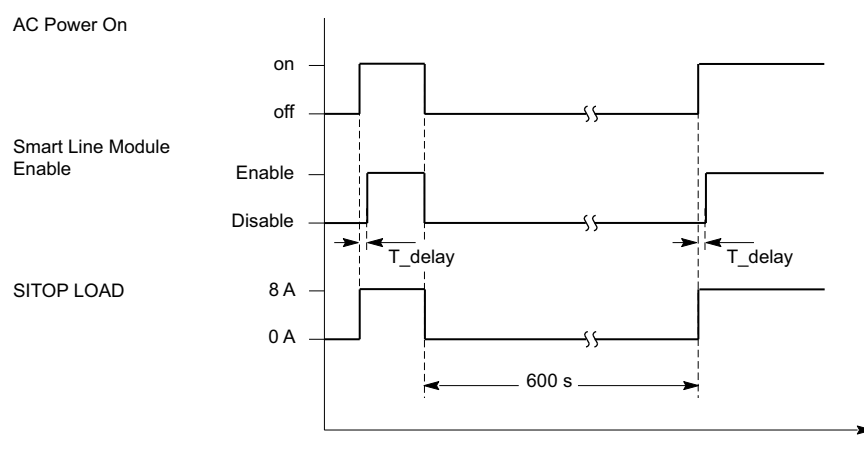 AC Power On
on
off
Smart Line Module
Enable
Enable
Disable
T_delay
T_delay
SITOP LOAD
8 A
0 A
600 s